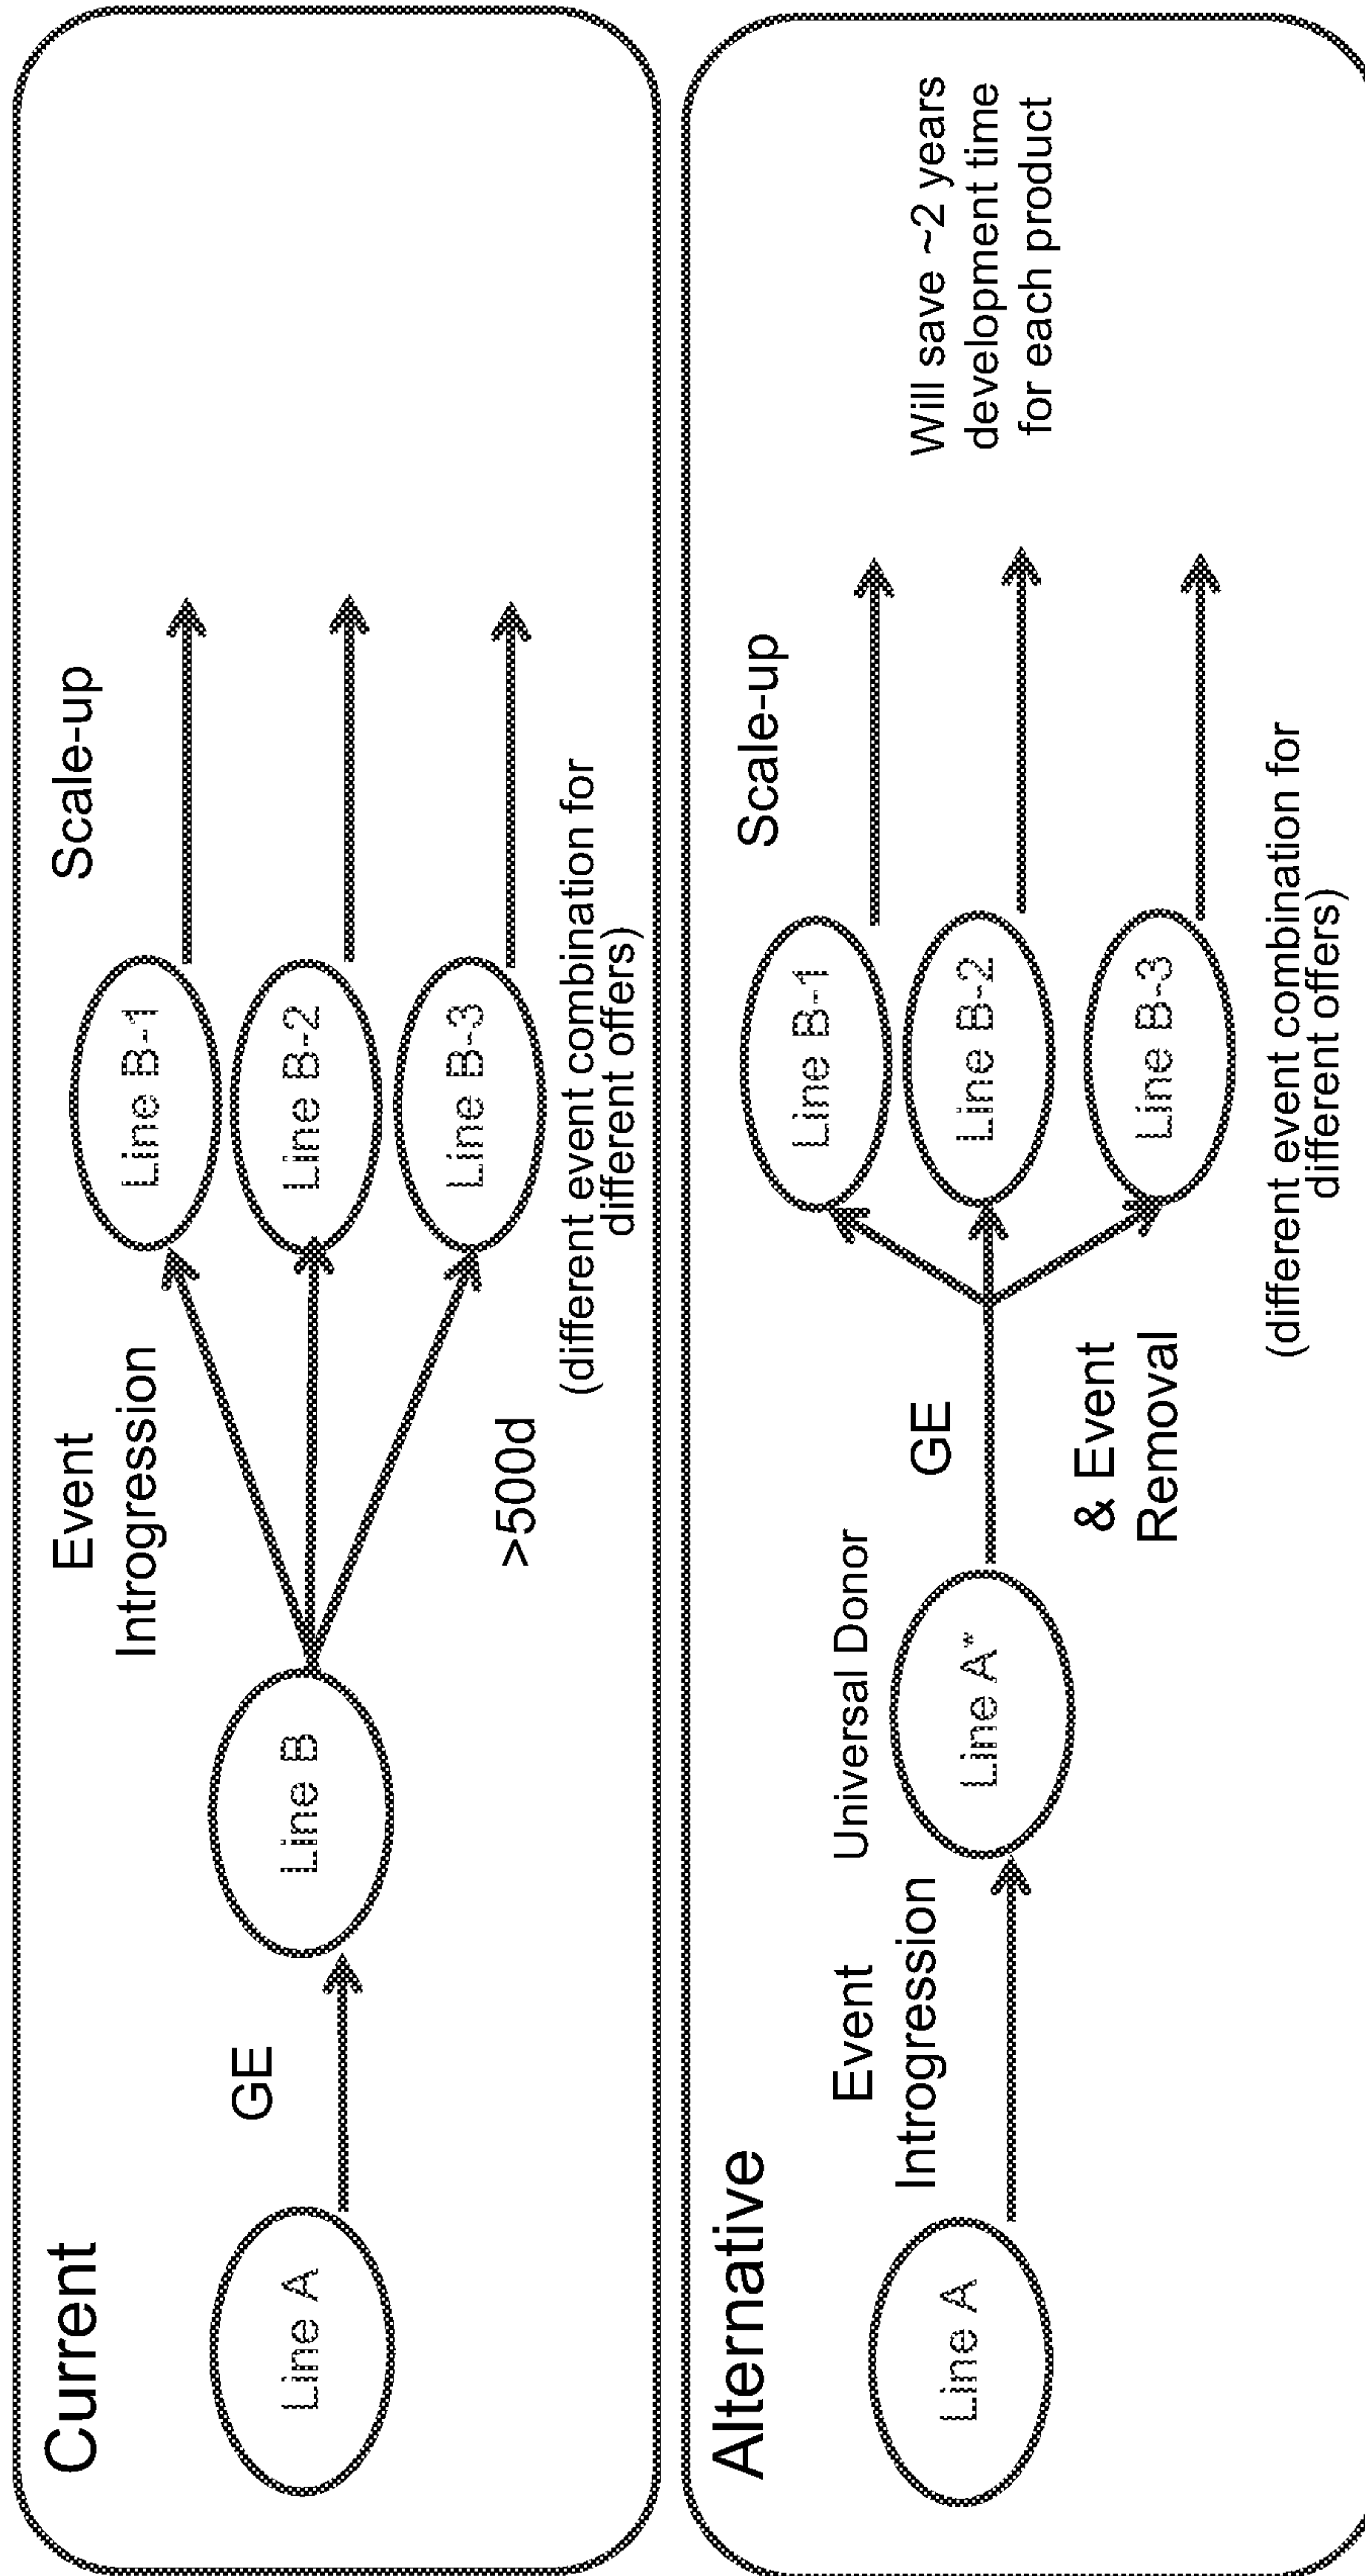 Current
Line A
GE
Line B
Event
Introgression
>500d
Line B-1
Line B-2
Line B-3
(different event combination for
different offers)
Scale-up
Alternative
Line A
Event
Introgression
Universal Donor
Line A*
GE
& Event
Removal
Line B-1
Line B-2
Line B-3
(different event combination for
different offers)
Scale-up
Will save ~2 years
development time
for each product